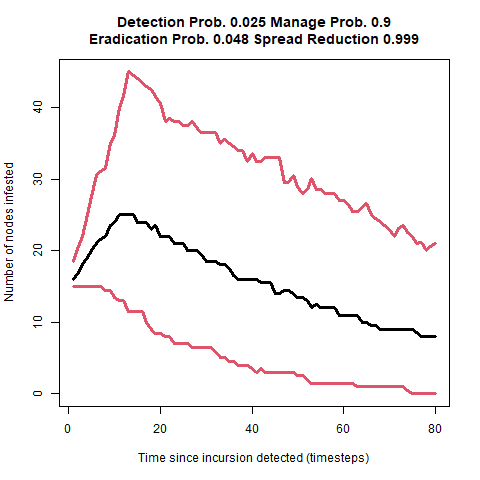 Detection Prob. 0.025 Manage Prob. 0.9
Eradication Prob. 0.048 Spread Reduction 0.999
Number of nodes infested
40
30
20
10
0
0 20 40 60 80
Time since incursion detected (timesteps)